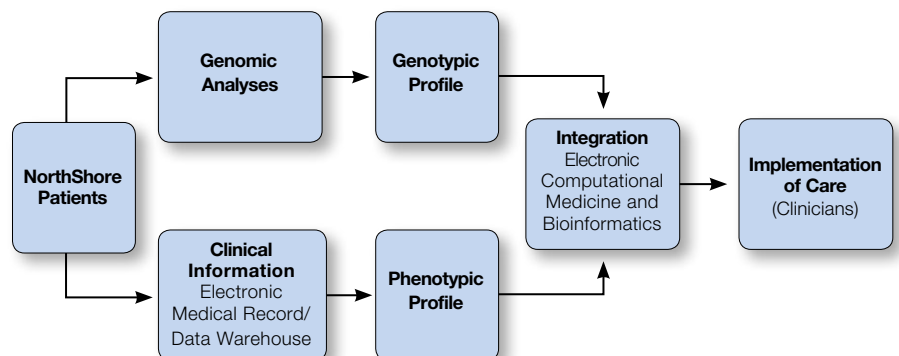 NorthShore
Patients
Genomic
Analyses
Genotypic
Profile
Clinical
Information
Electronic
Medical Record/
Data Warehouse
Phenotypic
Profile
Integration
Electronic
Computational
Medicine and
Bioinformatics
Implementation
of Care
(Clinicians)